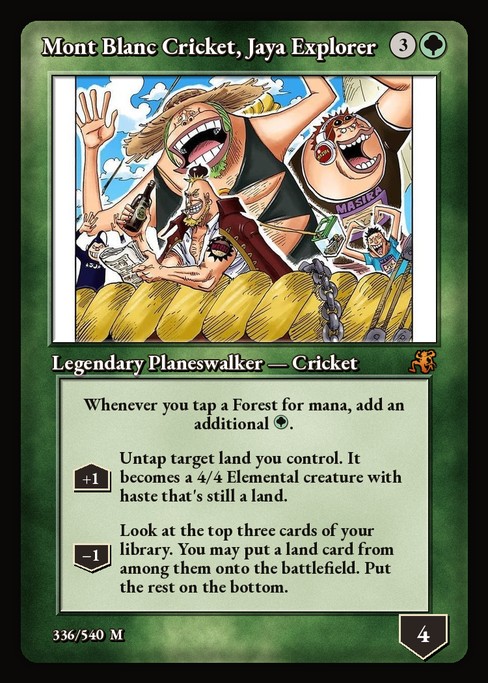 Mont Blanc Cricket, Jaya Explorer 3
MASIRA
Legendary Planeswalker — Cricket
Whenever you tap a Forest for mana, add an
additional .
+1 Untap target land you control. It
becomes a 4/4 Elemental creature with
haste that's still a land.
−1 Look at the top three cards of your
library. You may put a land card from
among them onto the battlefield. Put
the rest on the bottom.
336/540 M
4